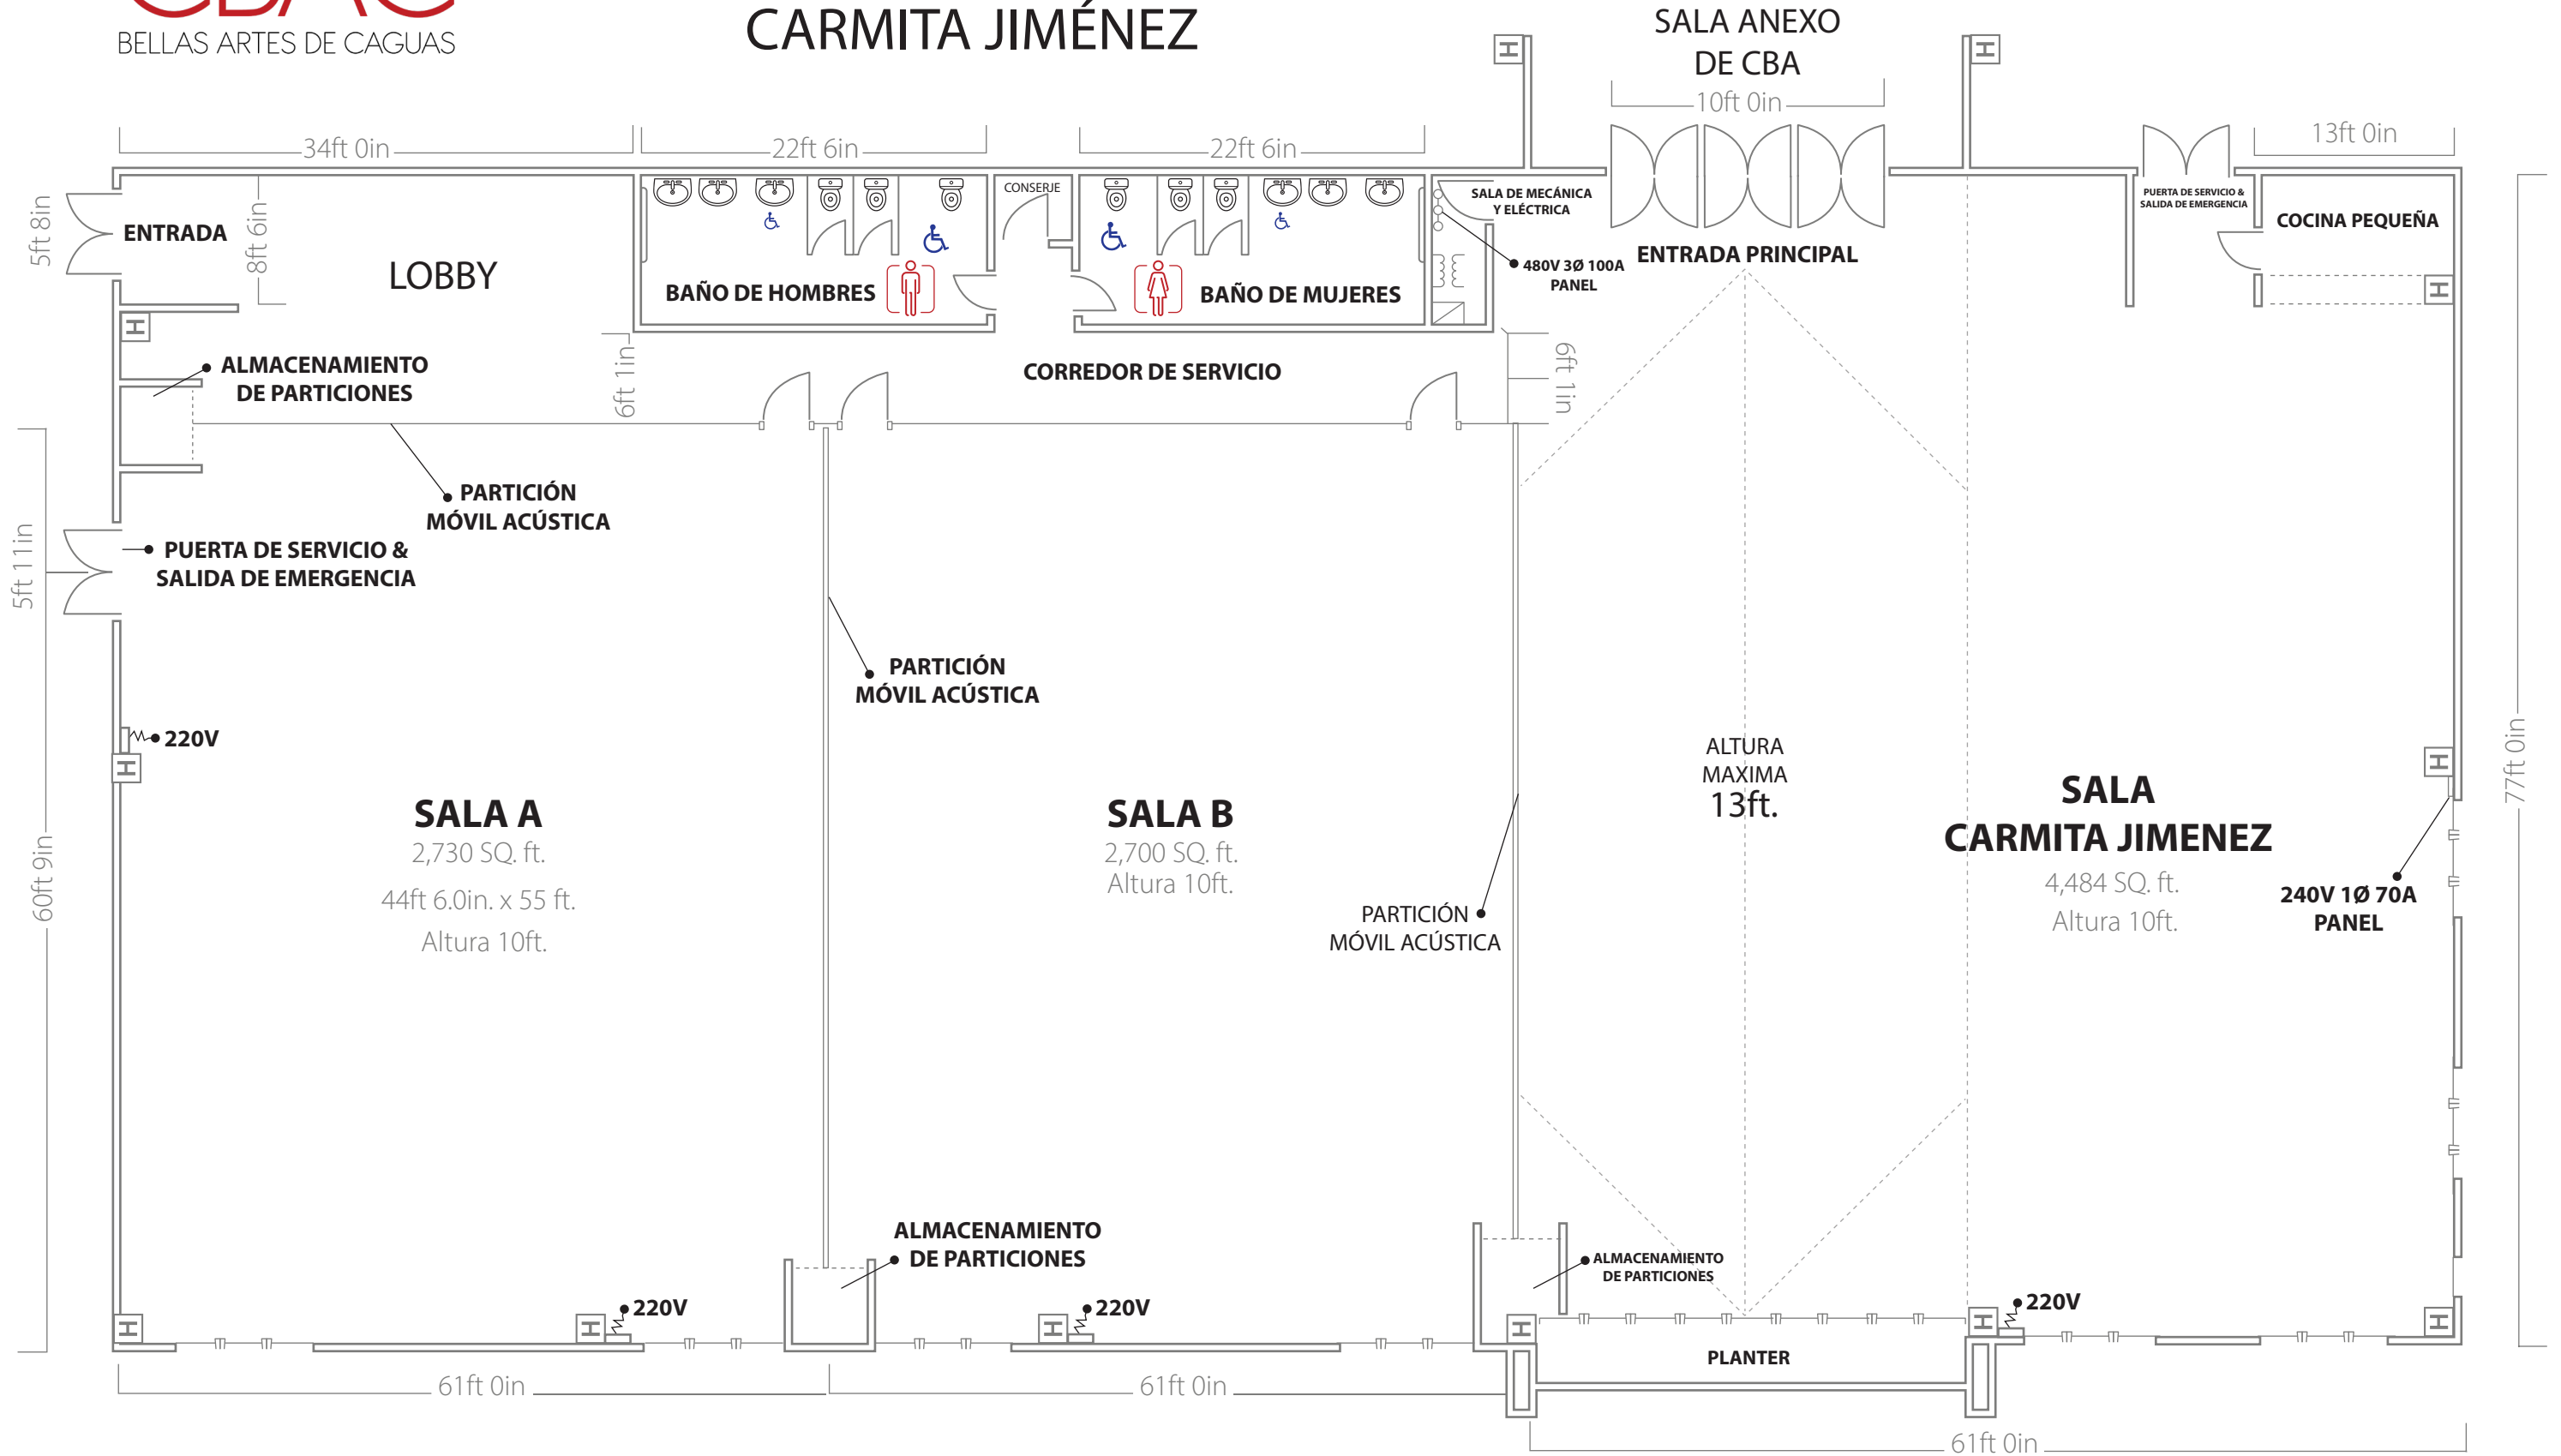 BELLAS ARTES DE CAGUAS
CARMITA JIMÉNEZ
SALA ANEXO
DE CBA
10ft 0in
34ft 0in
22ft 6in
22ft 6in
13ft 0in
5ft 8in
ENTRADA
8ft 6in
LOBBY
BAÑO DE HOMBRES
CONSERJE
BAÑO DE MUJERES
SALA DE MECÁNICA
Y ELÉCTRICA
480V 3Ø 100A
PANEL
ENTRADA PRINCIPAL
PUERTA DE SERVICIO &
SALIDA DE EMERGENCIA
COCINA PEQUEÑA
H
H
H
H
ALMACENAMIENTO
DE PARTICIONES
6ft 1in
CORREDOR DE SERVICIO
6ft 1in
PARTICIÓN
MÓVIL ACÚSTICA
5ft 11in
PUERTA DE SERVICIO &
SALIDA DE EMERGENCIA
PARTICIÓN
MÓVIL ACÚSTICA
220V
H
H
60ft 9in
77ft 0in
SALA A
2,730 SQ. ft.
44ft 6.0in. x 55 ft.
Altura 10ft.
SALA B
2,700 SQ. ft.
Altura 10ft.
PARTICIÓN
MÓVIL ACÚSTICA
ALTURA
MAXIMA
13ft.
SALA
CARMITA JIMENEZ
4,484 SQ. ft.
Altura 10ft.
240V 1Ø 70A
PANEL
ALMACENAMIENTO
DE PARTICIONES
ALMACENAMIENTO
DE PARTICIONES
220V
220V
220V
H
H
H
H
H
H
PLANTER
61ft 0in
61ft 0in
61ft 0in